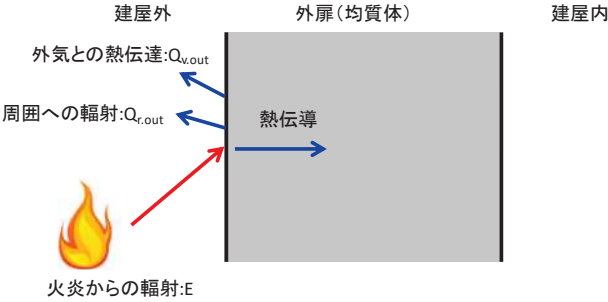 建屋外 外扉(均質体) 建屋内
外気との熱伝達:Qv.out
周囲への輻射:Qr.out
熱伝導
火炎からの輻射:E